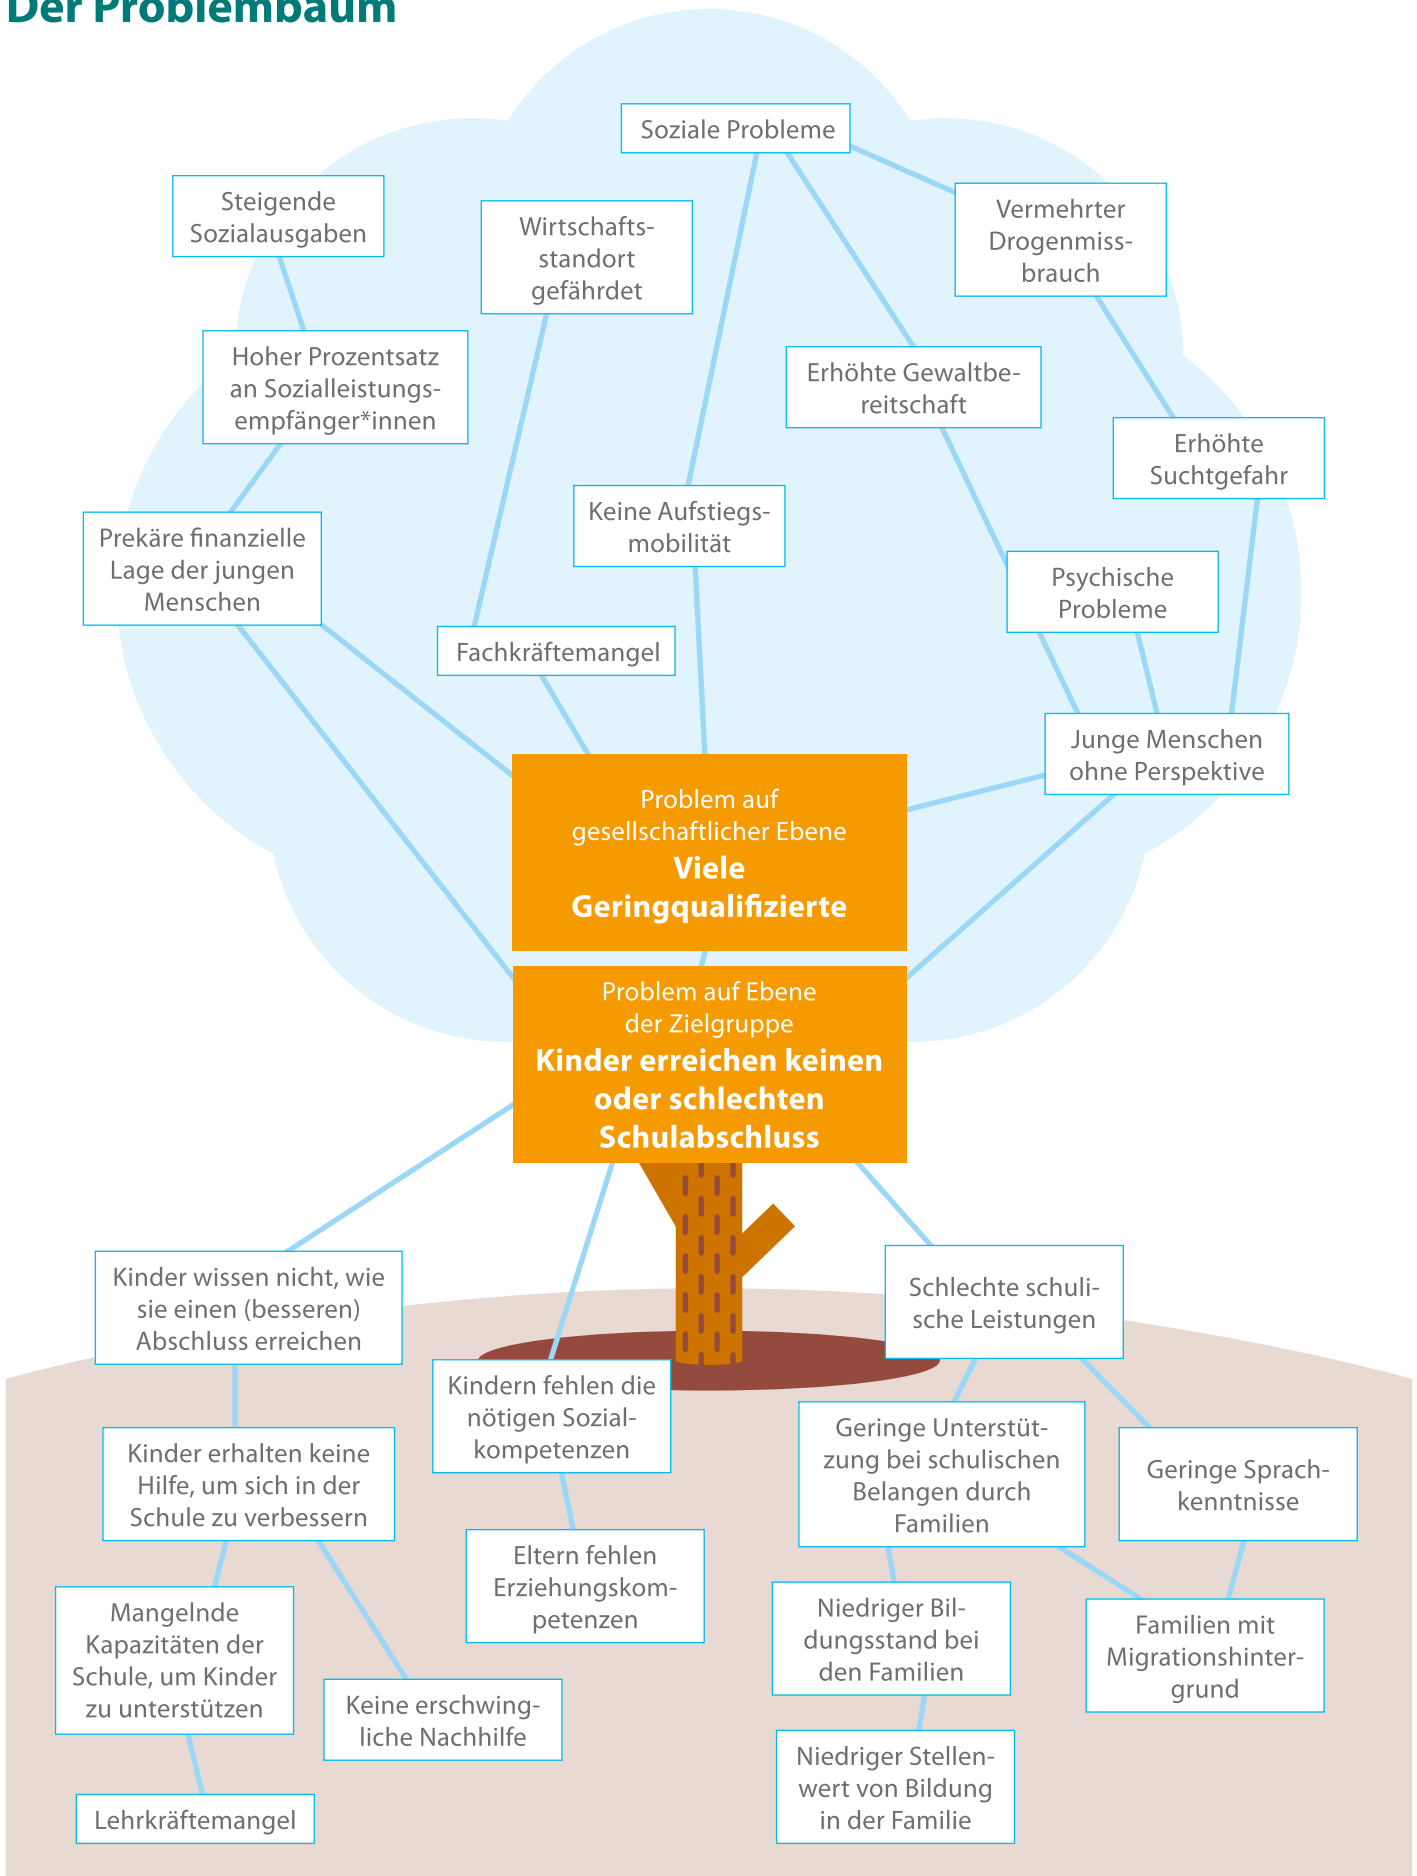 Der Problembaum
Soziale Probleme
Steigende
Sozialausgaben
Wirtschafts-
standort
gefährdet
Vermehrter
Drogenmiss-
brauch
Hoher Prozentsatz
an Sozialleistungs-
empfänger*innen
Erhöhte Gewaltbe-
reitschaft
Erhöhte
Suchtgefahr
Keine Aufstiegs-
mobilität
Prekäre finanzielle
Lage der jungen
Menschen
Psychische
Probleme
Fachkräftemangel
Junge Menschen
ohne Perspektive
Problem auf
gesellschaftlicher Ebene
Viele
Geringqualifizierte
Problem auf Ebene
der Zielgruppe
Kinder erreichen keinen
oder schlechten
Schulabschluss
Kinder wissen nicht, wie
sie einen (besseren)
Abschluss erreichen
Schlechte schuli-
sche Leistungen
Kindern fehlen die
nötigen Sozial-
kompetenzen
Kinder erhalten keine
Hilfe, um sich in der
Schule zu verbessern
Geringe Unterstüt-
zung bei schulischen
Belangen durch
Familien
Geringe Sprach-
kenntnisse
Eltern fehlen
Erziehungskom-
petenzen
Mangelnde
Kapazitäten der
Schule, um Kinder
zu unterstützen
Niedriger Bil-
dungsstand bei
den Familien
Familien mit
Migrationshinter-
grund
Keine erschwing-
liche Nachhilfe
Niedriger Stellen-
wert von Bildung
in der Familie
Lehrkräftemangel